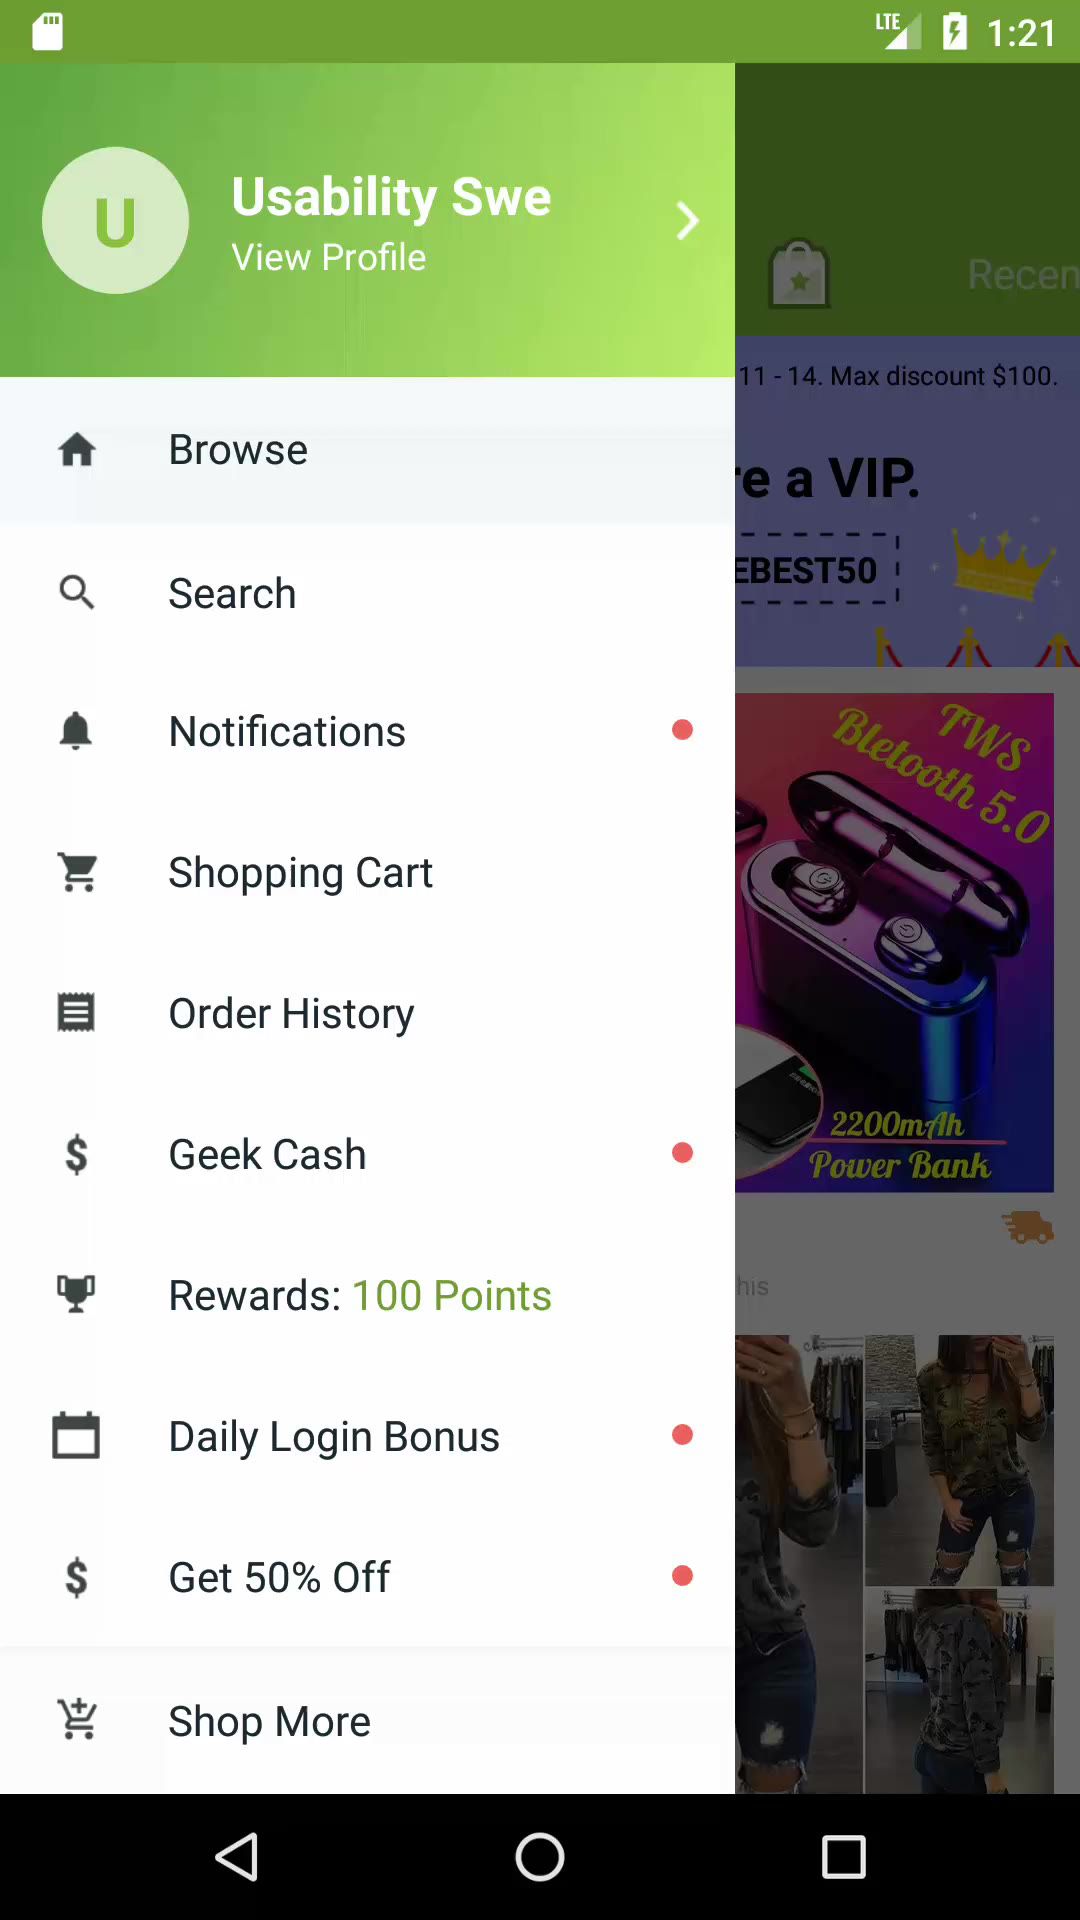 LTE 1:21
U
Usability Swe
View Profile
Recen
11 - 14. Max discount $100.
Browse
re a VIP.
EBEST50
Search
TWS
Bletooth 5.0
Notifications
Shopping Cart
Order History
2200mAh
Power Bank
Geek Cash
his
Rewards: 100 Points
Daily Login Bonus
Get 50% Off
Shop More